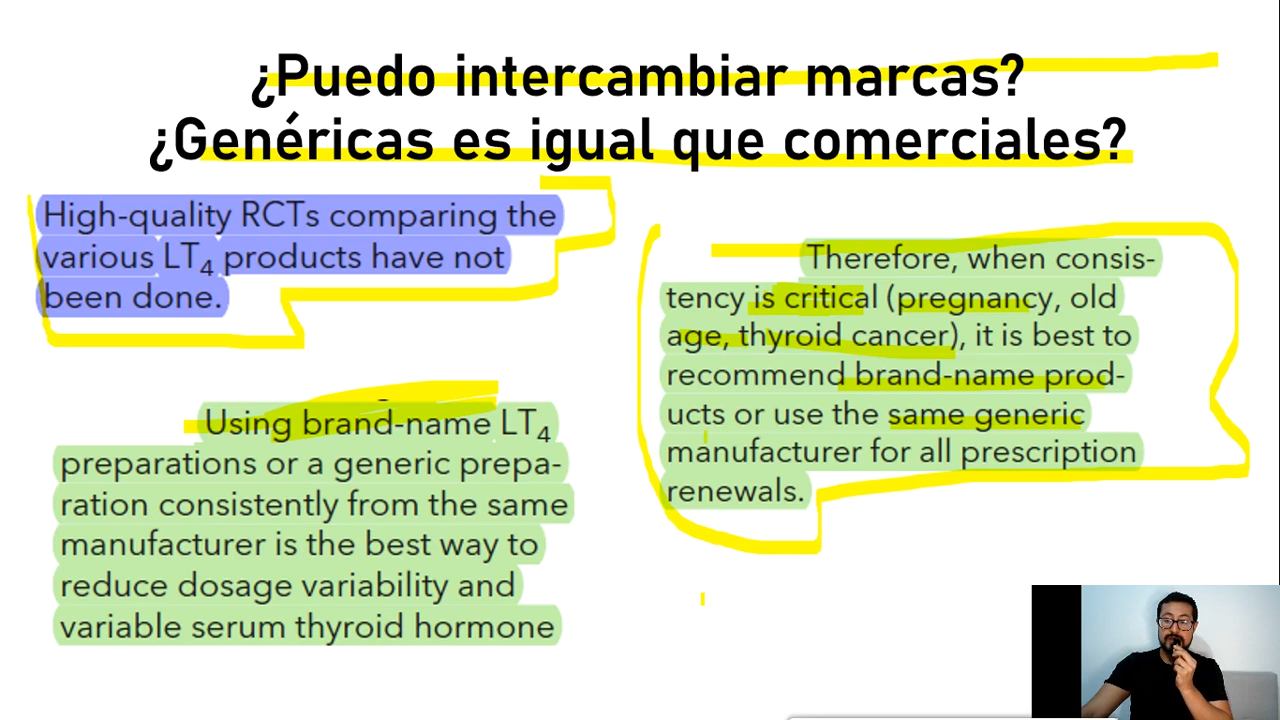 ¿Puedo intercambiar marcas?
¿Genéricas es igual que comerciales?
High-quality RCTs comparing the
various LT₄ products have not
been done.
Using brand-name LT₄
preparations or a generic prepa-
ration consistently from the same
manufacturer is the best way to
reduce dosage variability and
variable serum thyroid hormone
Therefore, when consis-
tency is critical (pregnancy, old
age, thyroid cancer), it is best to
recommend brand-name prod-
ucts or use the same generic
manufacturer for all prescription
renewals.